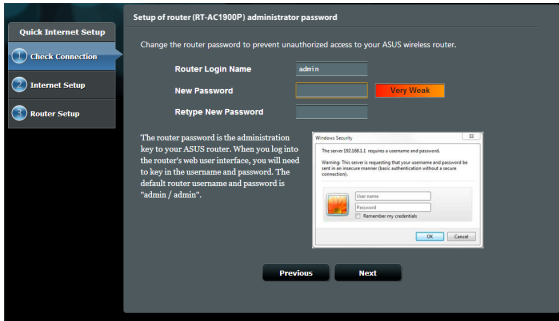 Setup of router (RT-AC1900P) administrator password
Quick Internet Setup
1 Check Connection
2 Internet Setup
3 Router Setup
Change the router password to prevent unauthorized access to your ASUS wireless router.
Router Login Name admin
New Password Very Weak
Retype New Password
The router password is the administration
key to your ASUS router. When you log into
the router's web user interface, you will need
to key in the username and password. The
default router username and password is
"admin / admin".
Windows Security
The server 192.168.1.1 requires a username and password.
Warning: This server is requesting that your username and password be
sent in an insecure manner (basic authentication without a secure
connection).
User name
Password
Remember my credentials
OK Cancel
Previous Next